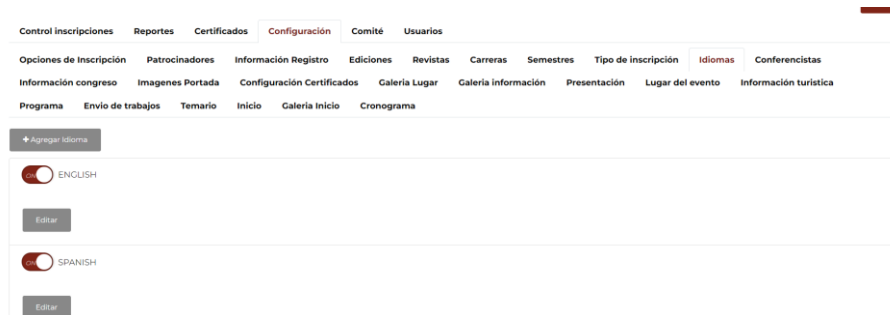 Control inscripciones Reportes Certificados Configuración Comité Usuarios
Opciones de Inscripción Patrocinadores Información Registro Ediciones Revistas Carreras Semestres Tipo de inscripción Idiomas Conferencistas
Información congreso Imagenes Portada Configuración Certificados Galeria Lugar Galeria información Presentación Lugar del evento Información turistica
Programa Envio de trabajos Temario Inicio Galeria Inicio Cronograma
+ Agregar Idioma
ON ENGLISH
Editar
ON SPANISH
Editar